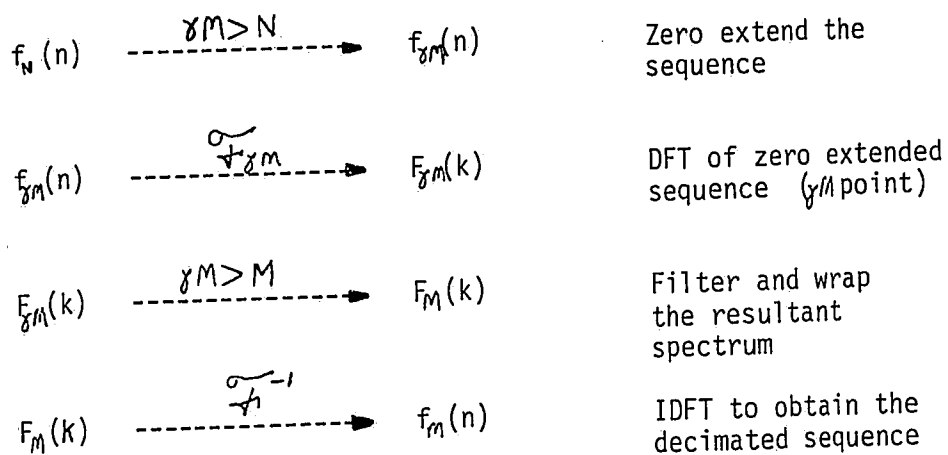 f_N(n) γM > N f_γM(n) Zero extend the
sequence
f_γM(n) ℱ_γM F_γM(k) DFT of zero extended
sequence (γM point)
F_γM(k) γM > M F_M(k) Filter and wrap
the resultant
spectrum
F_M(k) ℱ^-1 f_M(n) IDFT to obtain the
decimated sequence